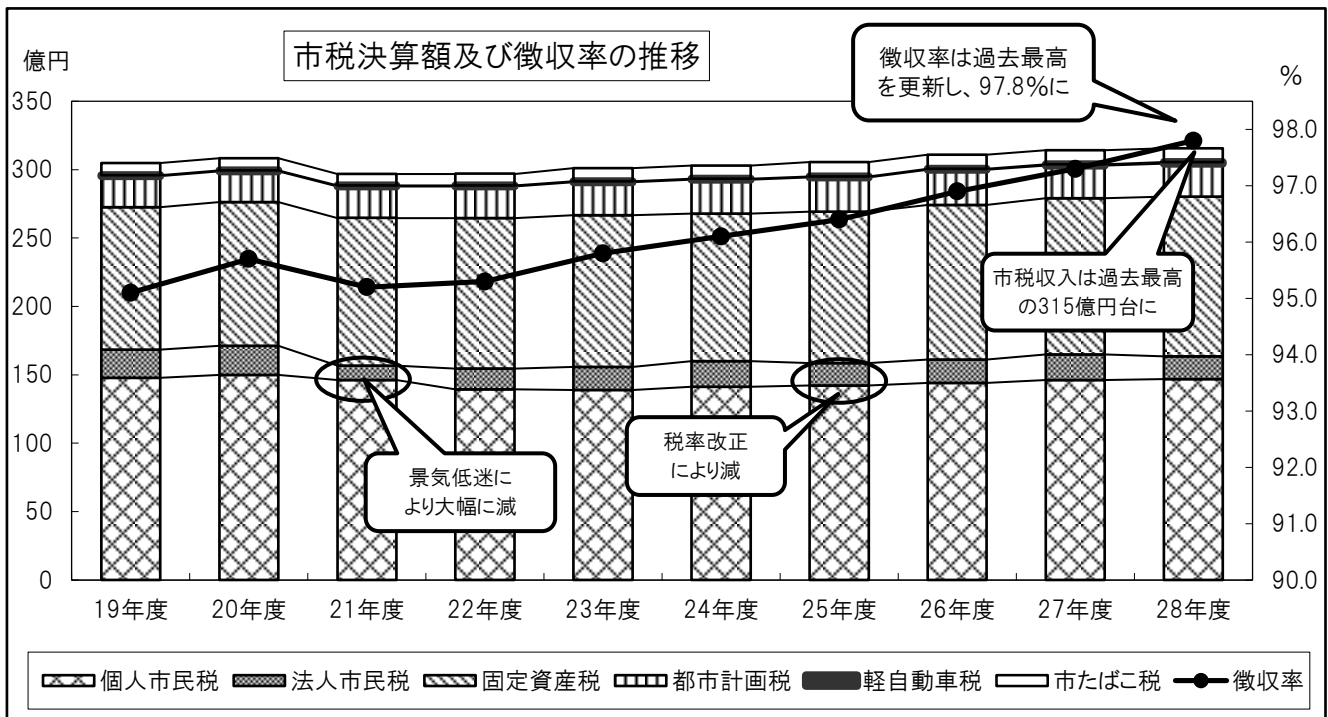 市税決算額及び徴収率の推移
億円
%
徴収率は過去最高
を更新し、97.8%に
350
300
250
200
150
100
50
0
98.0
97.0
96.0
95.0
94.0
93.0
92.0
91.0
90.0
市税収入は過去最高
の315億円台に
税率改正
により減
景気低迷に
より大幅に減
19年度 20年度 21年度 22年度 23年度 24年度 25年度 26年度 27年度 28年度
個人市民税 法人市民税 固定資産税 都市計画税 軽自動車税 市たばこ税 徴収率